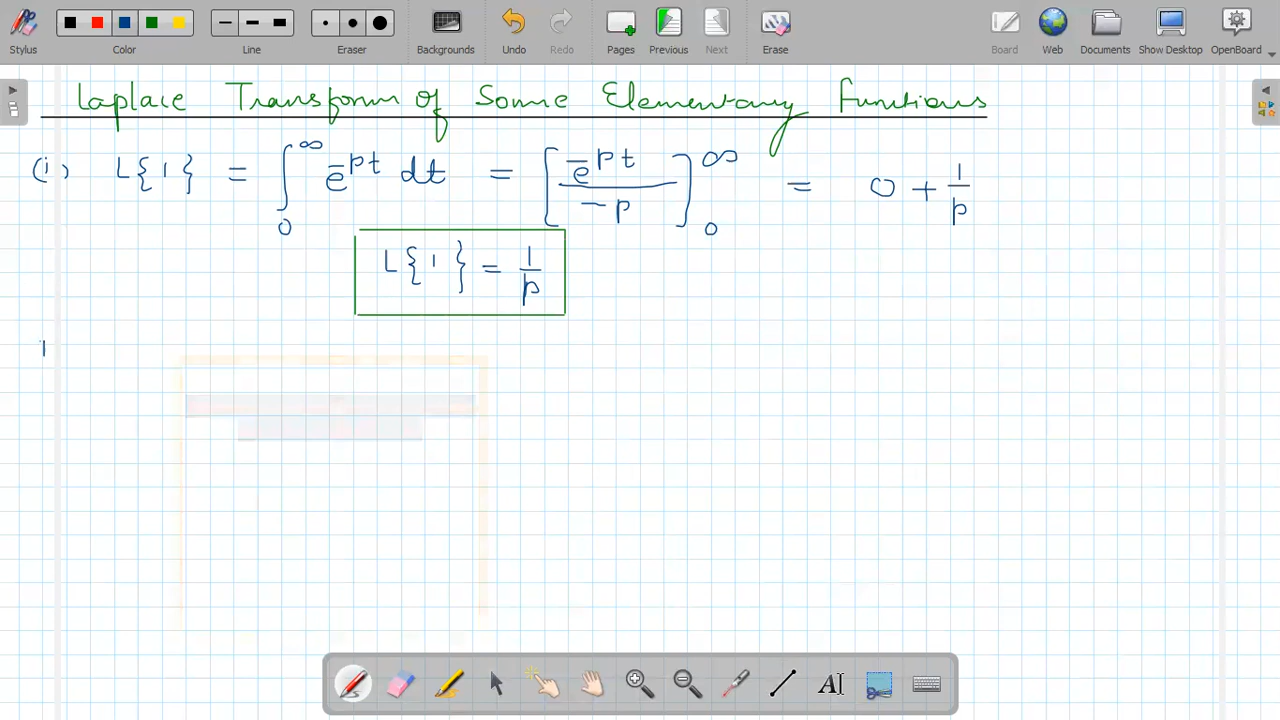 Stylus Color Line Eraser Backgrounds Undo Redo Pages Previous Next Erase Board Web Documents Show Desktop OpenBoard
Laplace Transform of Some Elementary Functions
(i) L{1} = ∫₀^∞ e^{-pt} dt = [e^{-pt}/-p]₀^∞ = 0 + 1/p
L{1} = 1/p